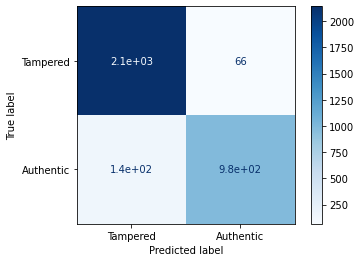 Tampered 2.1e+03 66
Authentic 1.4e+02 9.8e+02
Tampered Authentic
Predicted label
True label
2000
1750
1500
1250
1000
750
500
250